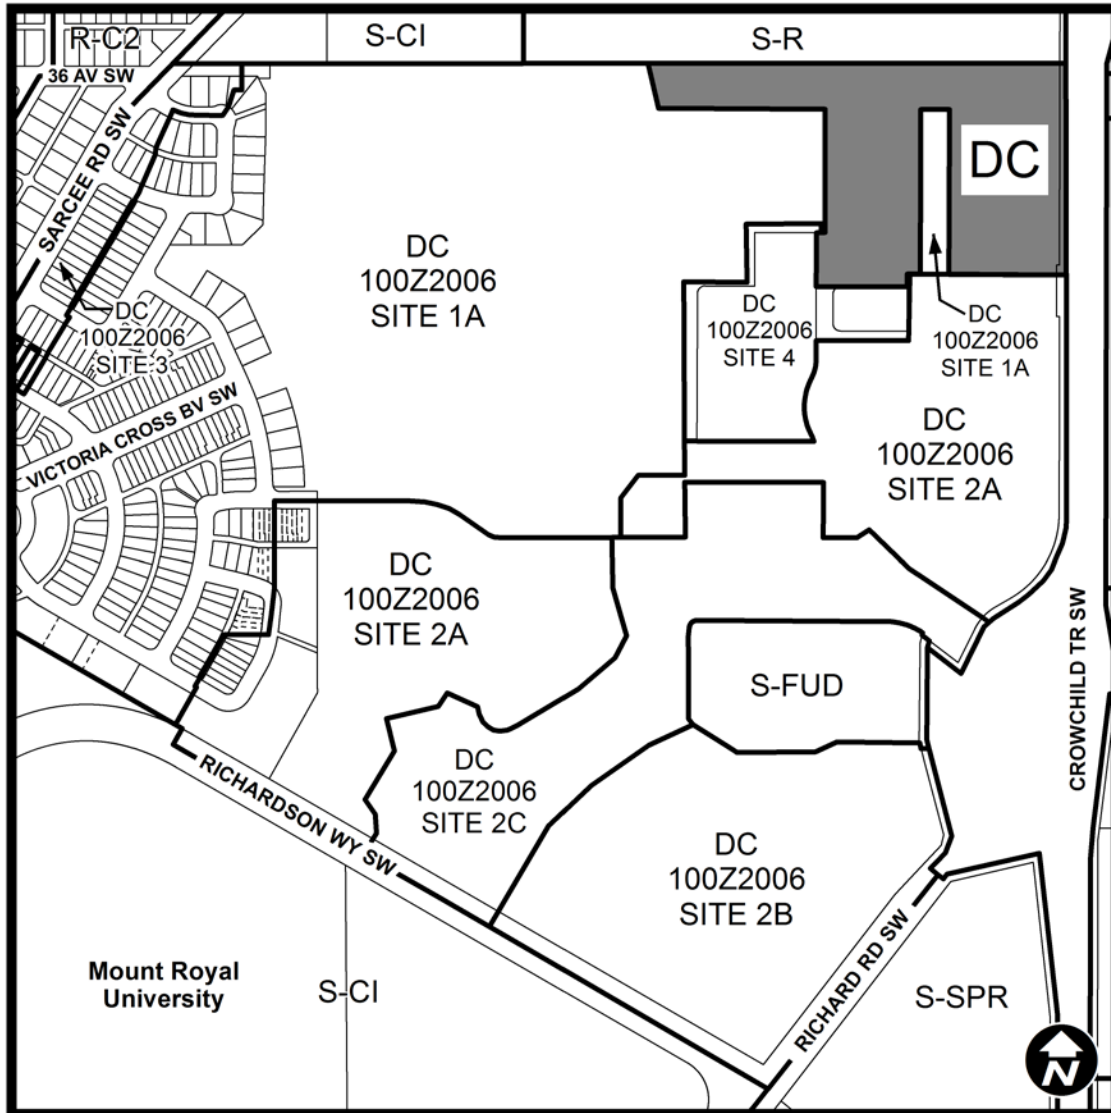 R-C2
S-CI
S-R
36 AV SW
SARCEE RD SW
DC
DC
100Z2006
SITE 1A
DC
100Z2006
SITE 3
DC
100Z2006
SITE 4
DC
100Z2006
SITE 1A
VICTORIA CROSS BV SW
DC
100Z2006
SITE 2A
DC
100Z2006
SITE 2A
CROWCHILD TR SW
S-FUD
DC
100Z2006
SITE 2C
RICHARDSON WY SW
DC
100Z2006
SITE 2B
Mount Royal
University
S-CI
RICHARD RD SW
S-SPR
N